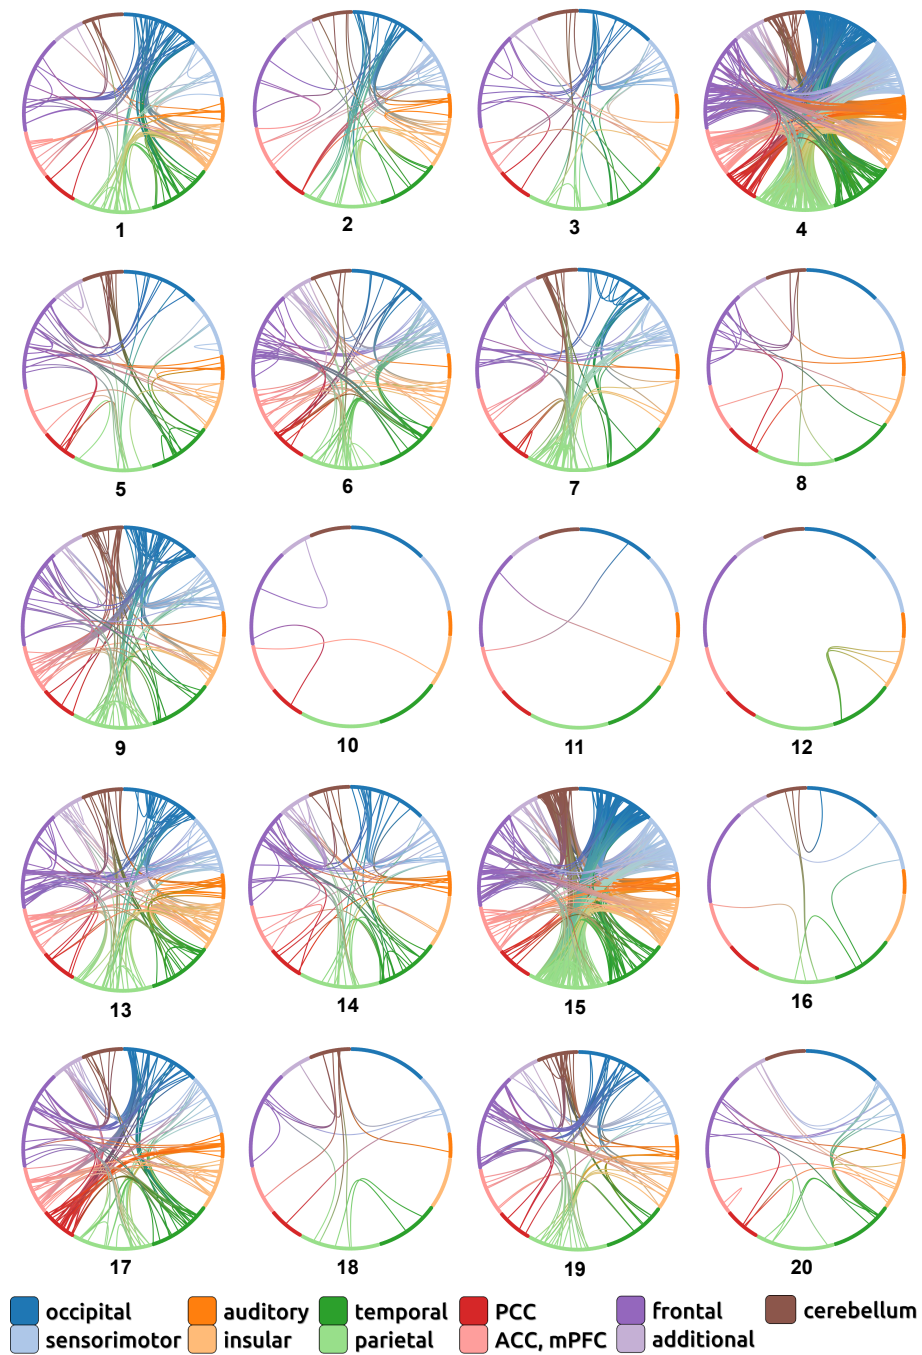 1 2 3 4
5 6 7 8
9 10 11 12
13 14 15 16
17 18 19 20
occipital auditory temporal PCC frontal cerebellum
sensorimotor insular parietal ACC, mPFC additional